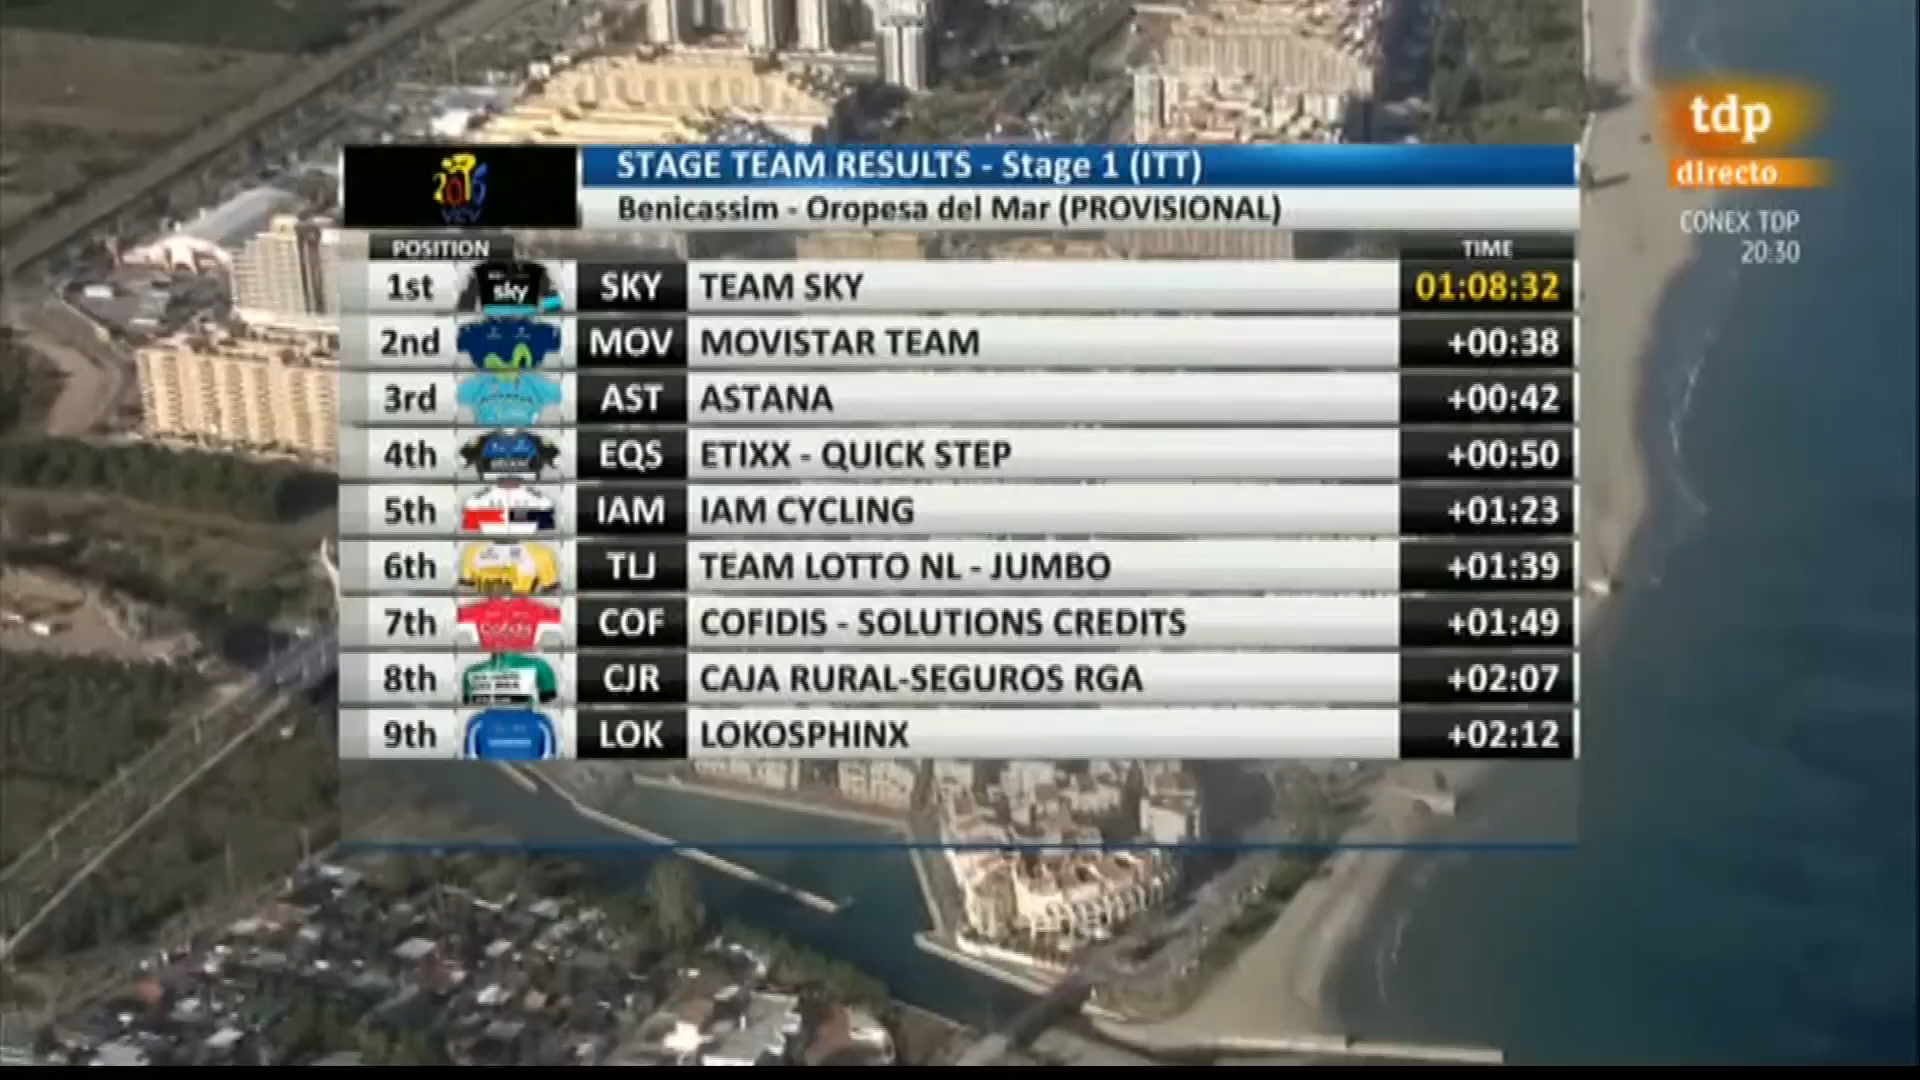 tdp
directo
CONEX TDP
20:30
2016
VCV
STAGE TEAM RESULTS - Stage 1 (ITT)
Benicassim - Oropesa del Mar (PROVISIONAL)
POSITION TIME
1st sky SKY TEAM SKY 01:08:32
2nd MOV MOVISTAR TEAM +00:38
3rd AST ASTANA +00:42
4th EQS ETIXX - QUICK STEP +00:50
5th IAM IAM CYCLING +01:23
6th TLJ TEAM LOTTO NL - JUMBO +01:39
7th Cofidis COF COFIDIS - SOLUTIONS CREDITS +01:49
8th CJR CAJA RURAL-SEGUROS RGA +02:07
9th LOK LOKOSPHINX +02:12